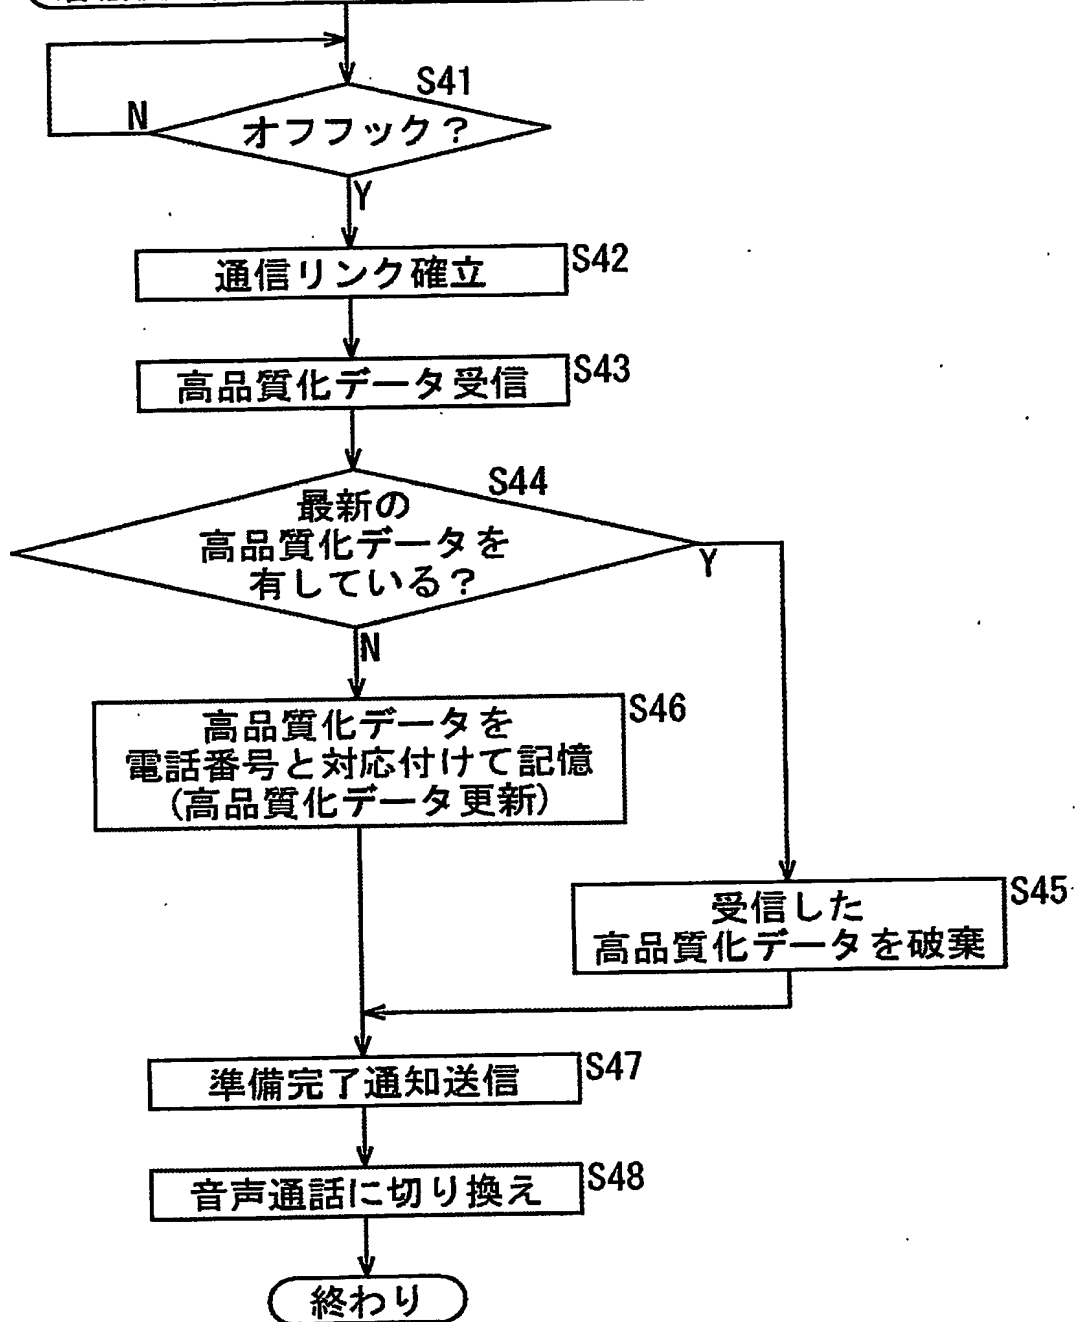 S41
N
オフフック?
Y
通信リンク確立
S42
高品質化データ受信
S43
S44
最新の
高品質化データを
有している?
Y
N
高品質化データを
電話番号と対応付けて記憶
(高品質化データ更新)
S46
受信した
高品質化データを破棄
S45
準備完了通知送信
S47
音声通話に切り換え
S48
終わり